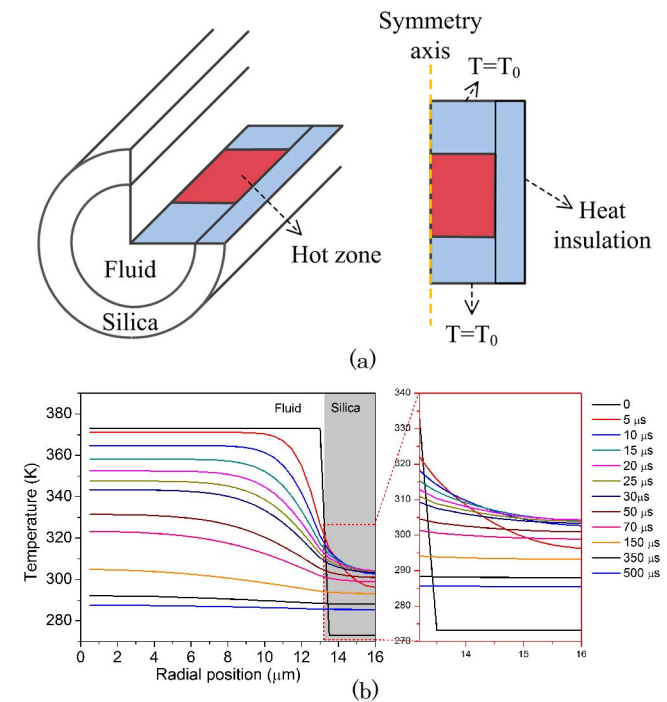 Symmetry
axis
T=T₀
Fluid
Silica
Hot zone
Heat
insulation
T=T₀
(a)
Fluid
Silica
Temperature (K)
380
360
340
320
300
280
0
2
4
6
8
10
12
14
16
Radial position (μm)
340
330
320
310
300
290
280
270
14
15
16
0
5 μs
10 μs
15 μs
20 μs
25 μs
30μs
50 μs
70 μs
150 μs
350 μs
500 μs
(b)